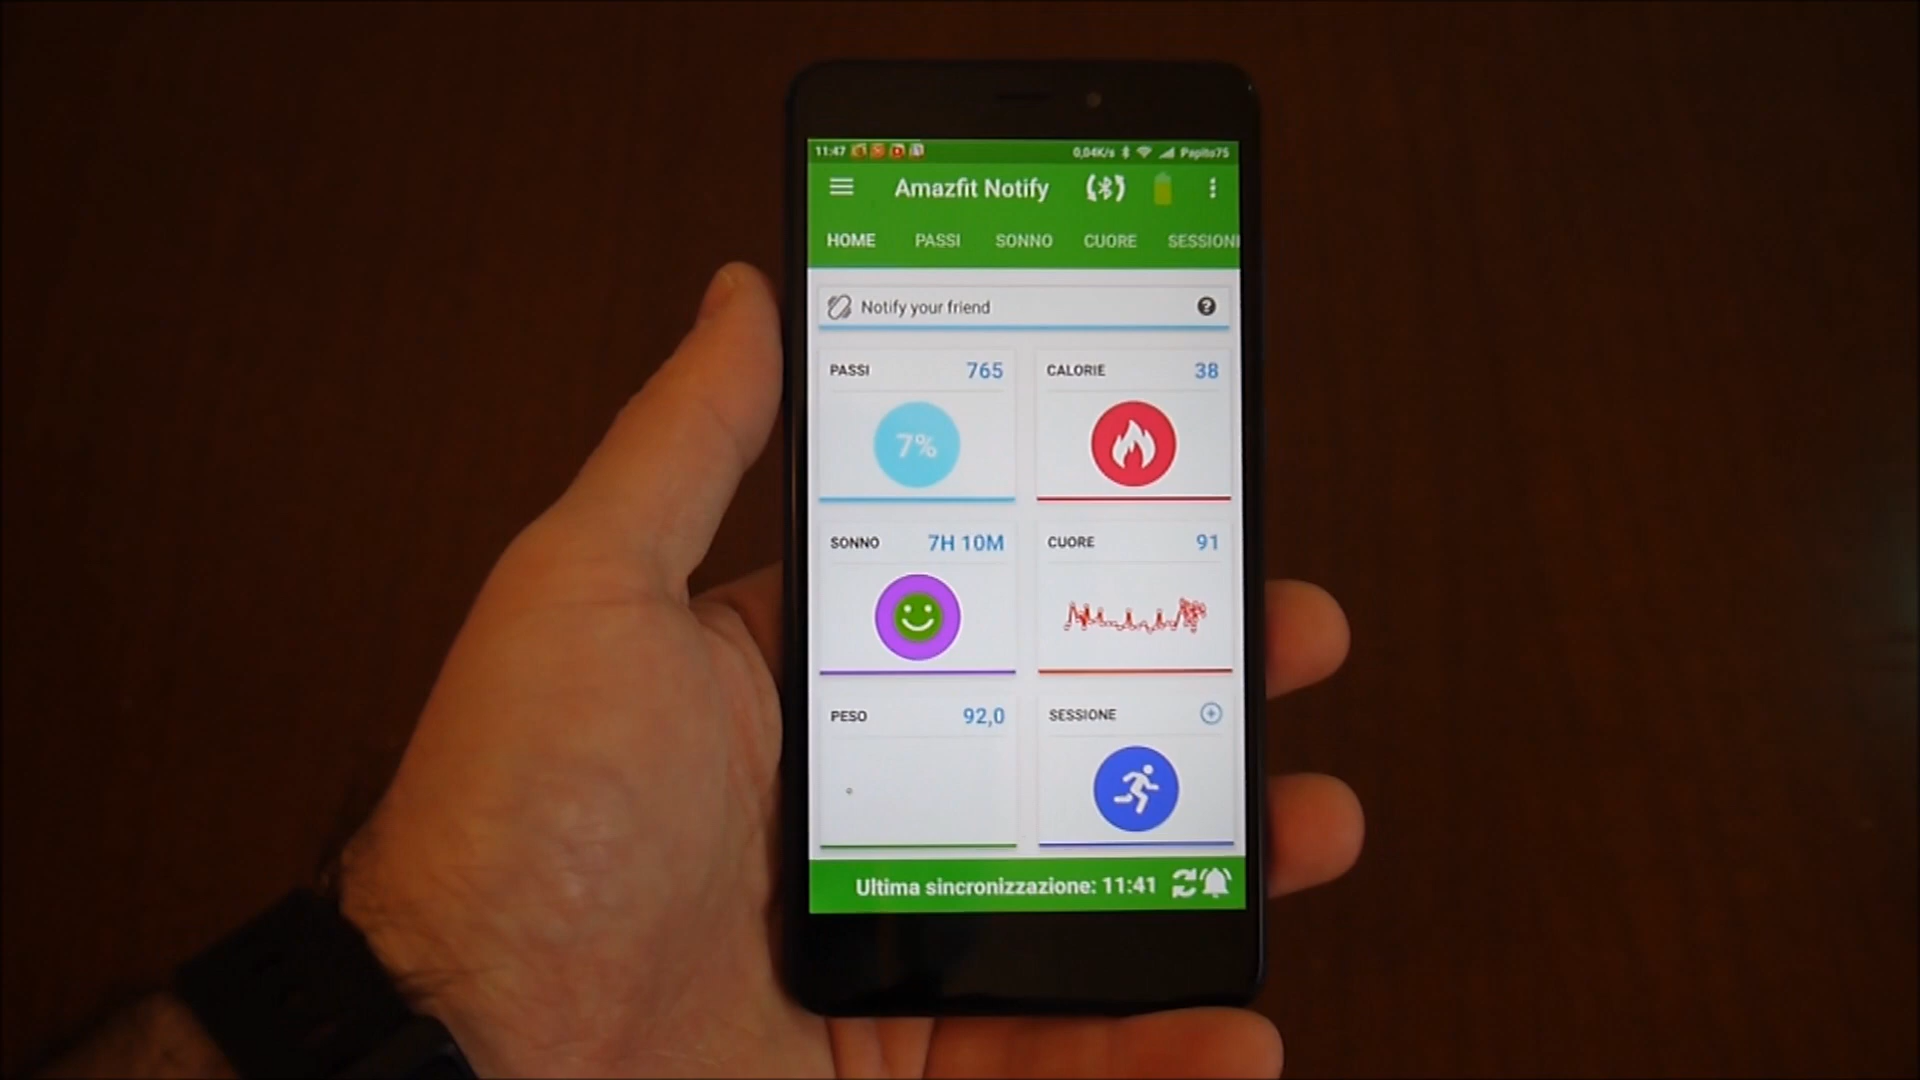 11:47 0,04K/s Papito75
Amazfit Notify
HOME PASSI SONNO CUORE SESSIONI
Notify your friend ?
PASSI 765 CALORIE 38
7%
SONNO 7H 10M CUORE 91
PESO 92,0 SESSIONE
Ultima sincronizzazione: 11:41